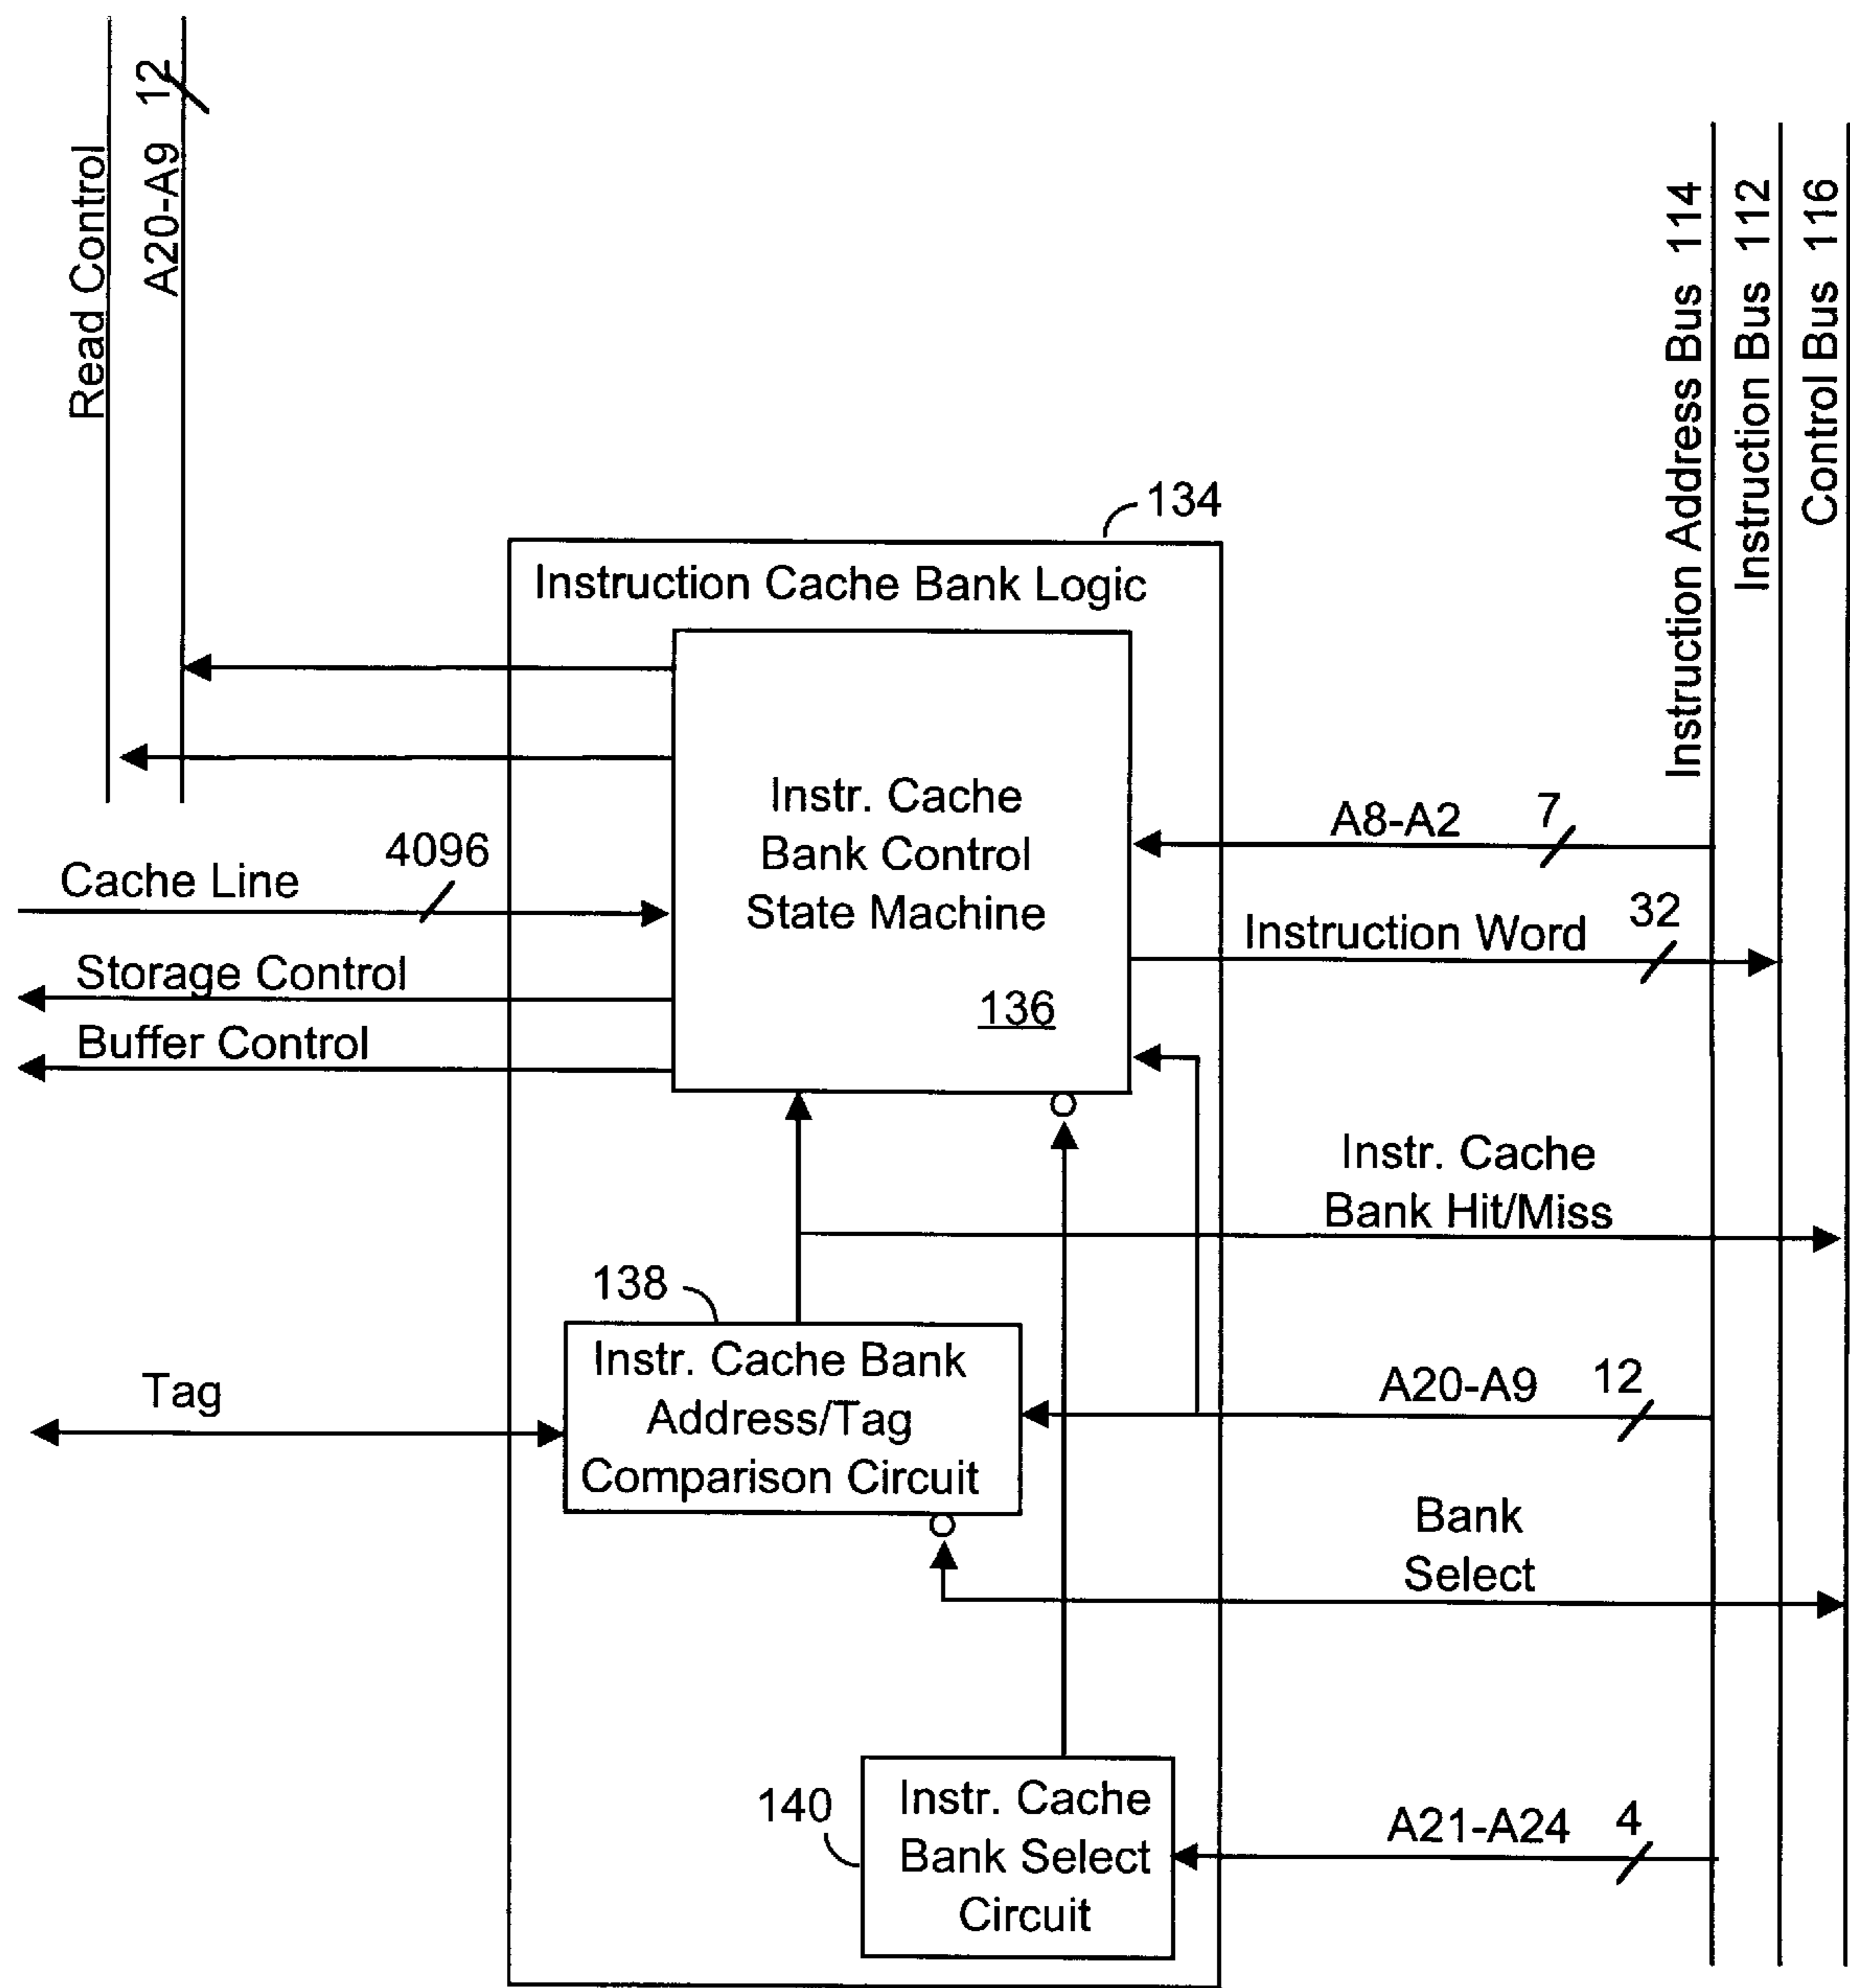 Read Control
A20-A9 12
Instruction Address Bus 114
Instruction Bus 112
Control Bus 116
134
Instruction Cache Bank Logic
Instr. Cache
Bank Control
State Machine
136
A8-A2 7
4096
Cache Line
Instruction Word 32
Storage Control
Buffer Control
Instr. Cache
Bank Hit/Miss
138
Instr. Cache Bank
Address/Tag
Comparison Circuit
Tag
A20-A9 12
Bank
Select
140
Instr. Cache
Bank Select
Circuit
A21-A24 4